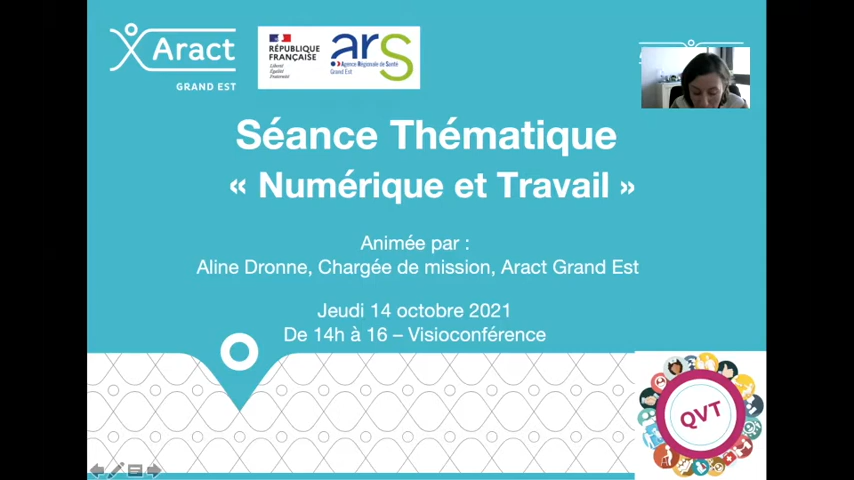 Aract
GRAND EST
RÉPUBLIQUE
FRANÇAISE
Liberté
Égalité
Fraternité
ars
Agence Régionale de Santé
Grand Est
Séance Thématique
« Numérique et Travail »
Animée par :
Aline Dronne, Chargée de mission, Aract Grand Est
Jeudi 14 octobre 2021
De 14h à 16 – Visioconférence
QVT